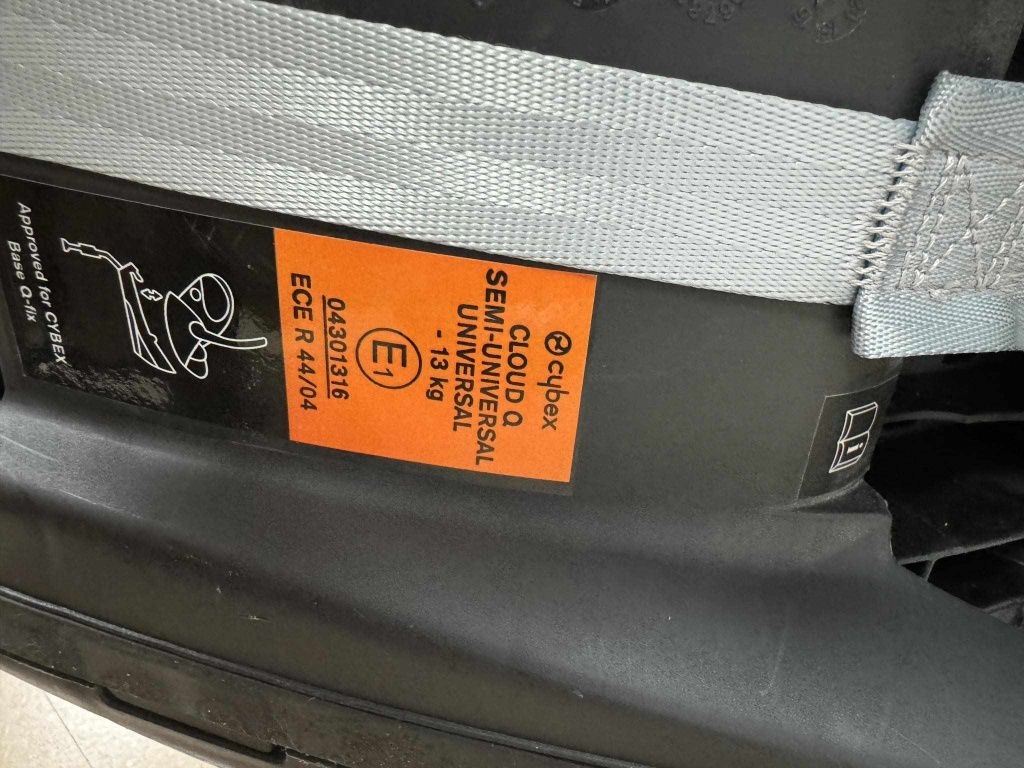 cybex
CLOUD Q
SEMI-UNIVERSAL
UNIVERSAL
- 13 kg
E1
04301316
ECE R 44/04
Approved for CYBEX
Base Q-fix
i